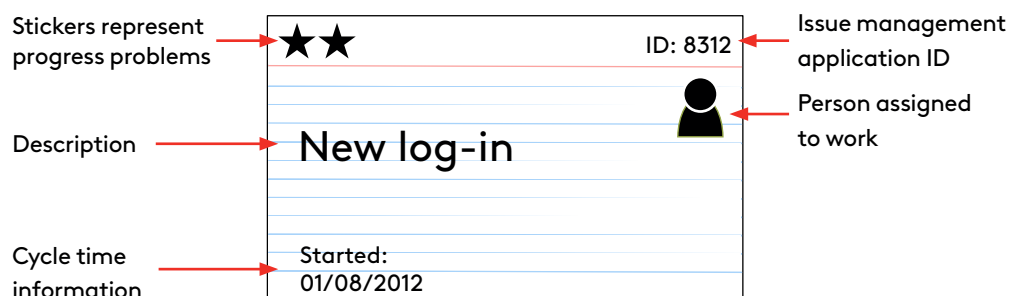 Stickers represent
progress problems
ID: 8312
Issue management
application ID
Person assigned
to work
Description
New log-in
Cycle time
information
Started:
01/08/2012